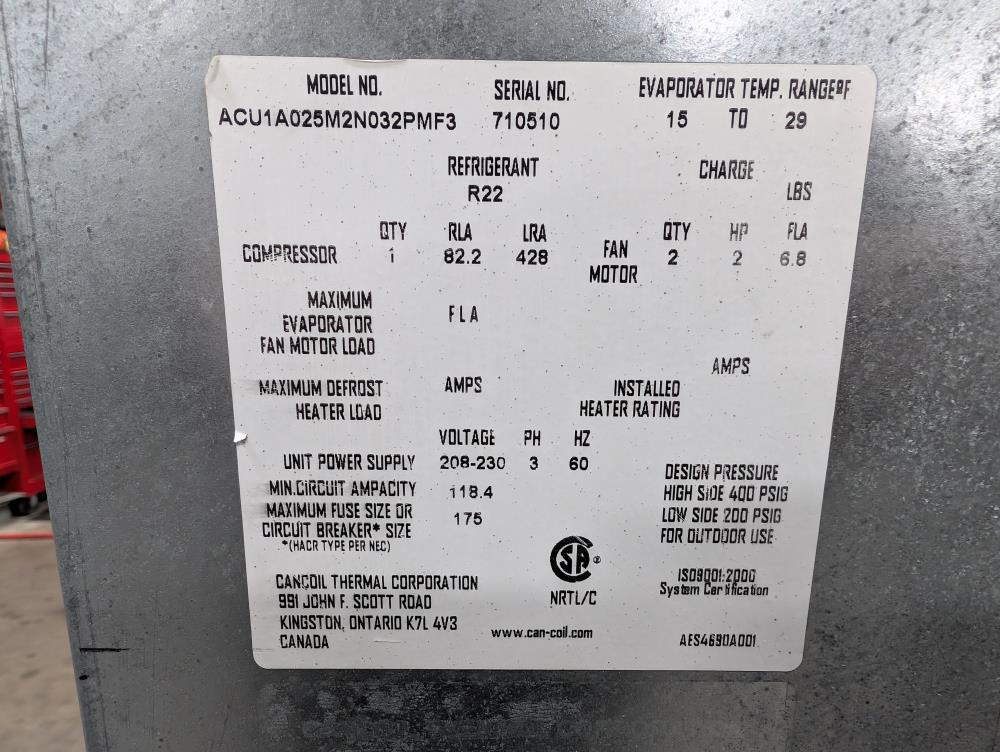 MODEL NO. SERIAL NO. EVAPORATOR TEMP. RANGEºF
ACU1A025M2N032PMF3 710510 15 TO 29
REFRIGERANT CHARGE
R22 LBS
QTY RLA LRA QTY HP FLA
COMPRESSOR 1 82.2 428 FAN MOTOR 2 2 6.8
MAXIMUM
EVAPORATOR FLA
FAN MOTOR LOAD
AMPS
MAXIMUM DEFROST AMPS INSTALLED
HEATER LOAD HEATER RATING
VOLTAGE PH HZ
UNIT POWER SUPPLY 208-230 3 60
MIN.CIRCUIT AMPACITY 118.4
MAXIMUM FUSE SIZE OR 175
CIRCUIT BREAKER* SIZE
*(HACR TYPE PER NEC)
DESIGN PRESSURE
HIGH SIDE 400 PSIG
LOW SIDE 200 PSIG
FOR OUTDOOR USE
CANCOIL THERMAL CORPORATION
991 JOHN F. SCOTT ROAD
KINGSTON, ONTARIO K7L 4V3
CANADA
www.can-coil.com
SA ®
NRTL/C
ISO9001:2000
System Certification
AES4690A001